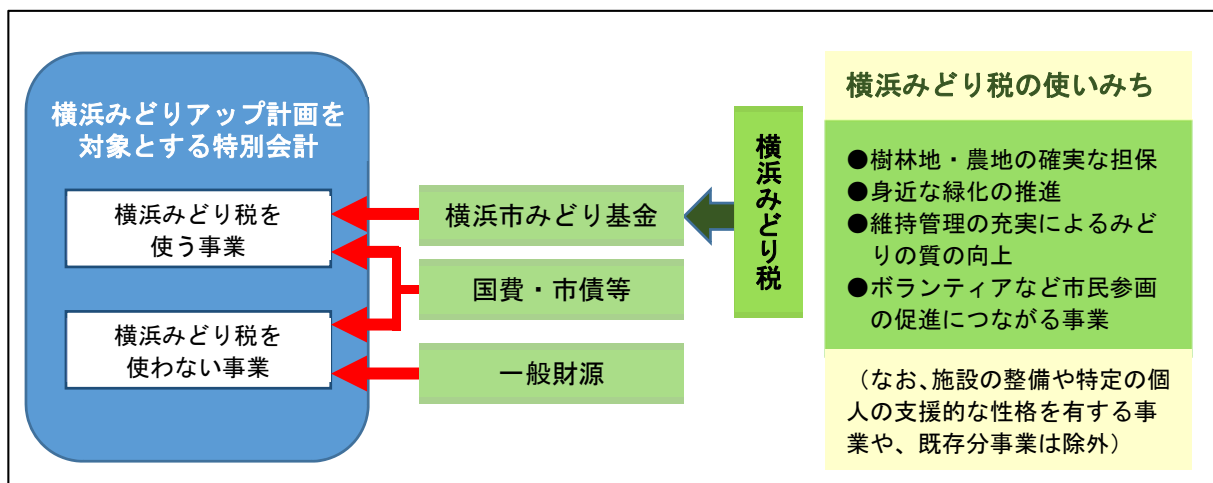 横浜みどりアップ計画を
対象とする特別会計
横浜みどり税を
使う事業
横浜みどり税を
使わない事業
横浜市みどり基金
国費・市債等
一般財源
横浜みどり税
横浜みどり税の使いみち
●樹林地・農地の確実な担保
●身近な緑化の推進
●維持管理の充実によるみど
りの質の向上
●ボランティアなど市民参画
の促進につながる事業
（なお、施設の整備や特定の個
人の支援的な性格を有する事
業や、既存分事業は除外）